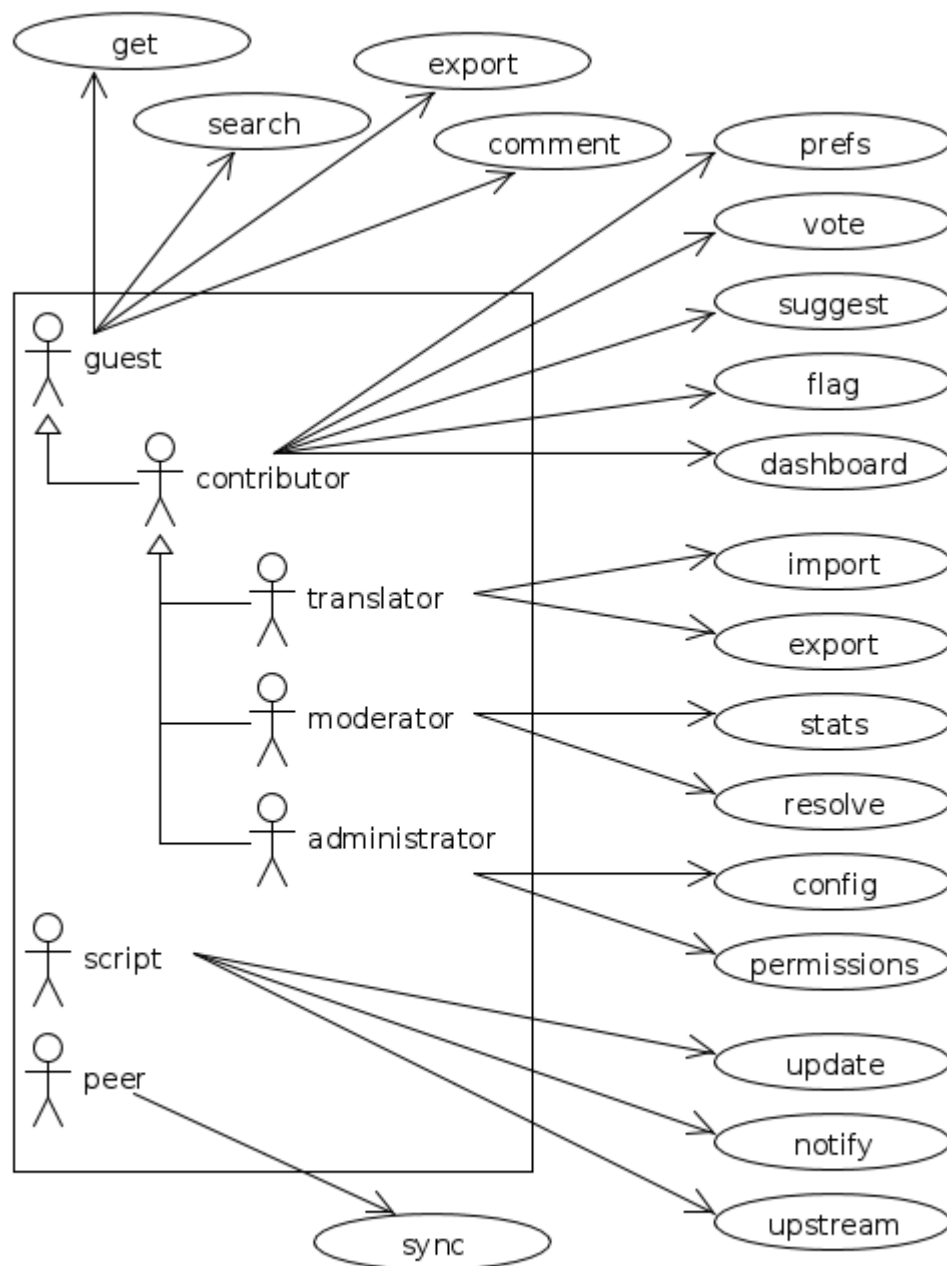 get
export
search
comment
prefs
vote
suggest
guest
flag
dashboard
contributor
import
translator
export
moderator
stats
resolve
administrator
config
script
permissions
update
peer
notify
upstream
sync